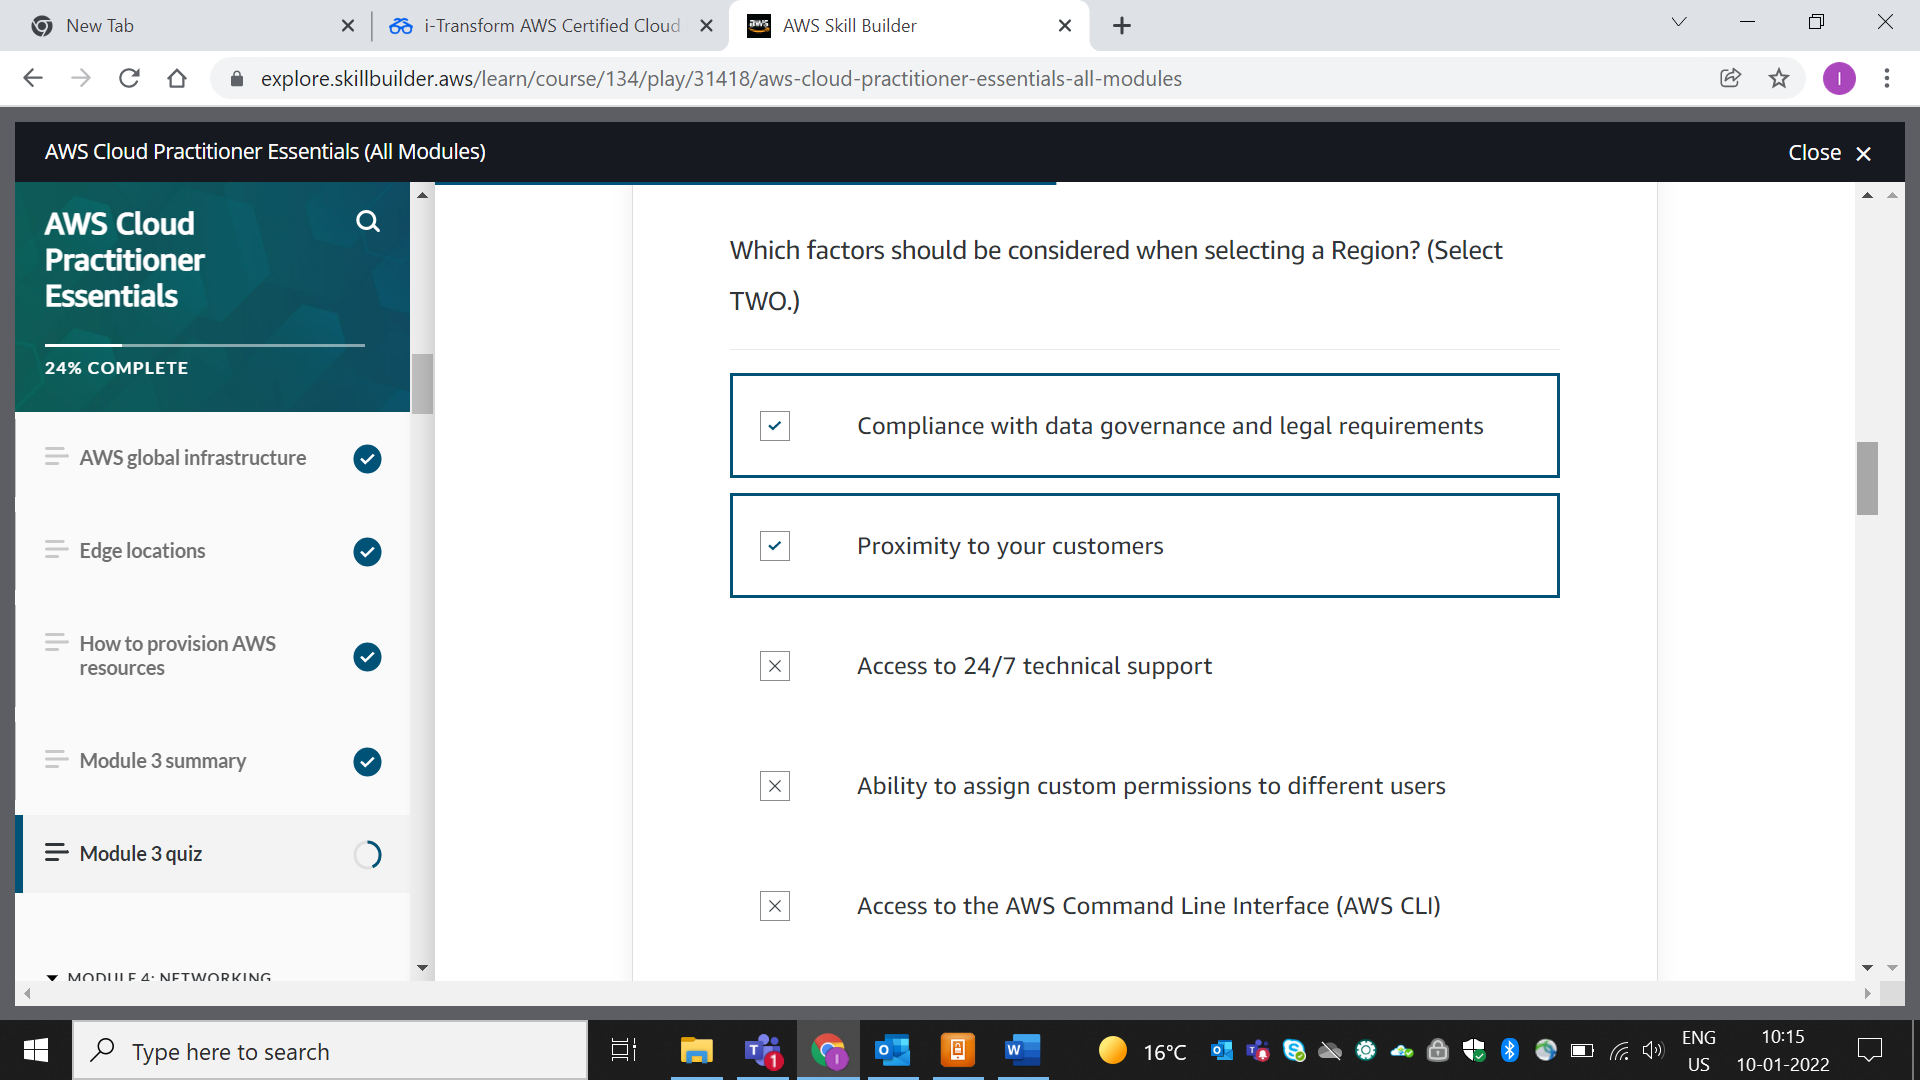 New Tab
i-Transform AWS Certified Cloud
aws
AWS Skill Builder
explore.skillbuilder.aws/learn/course/134/play/31418/aws-cloud-practitioner-essentials-all-modules
I
AWS Cloud Practitioner Essentials (All Modules)
Close
AWS Cloud
Practitioner
Essentials
24% COMPLETE
AWS global infrastructure
Edge locations
How to provision AWS
resources
Module 3 summary
Module 3 quiz
MODULE 4: NETWORKING
Which factors should be considered when selecting a Region? (Select
TWO.)
Compliance with data governance and legal requirements
Proximity to your customers
Access to 24/7 technical support
Ability to assign custom permissions to different users
Access to the AWS Command Line Interface (AWS CLI)
Type here to search
T
1
I
O
W
16°C
ENG
US
10:15
10-01-2022